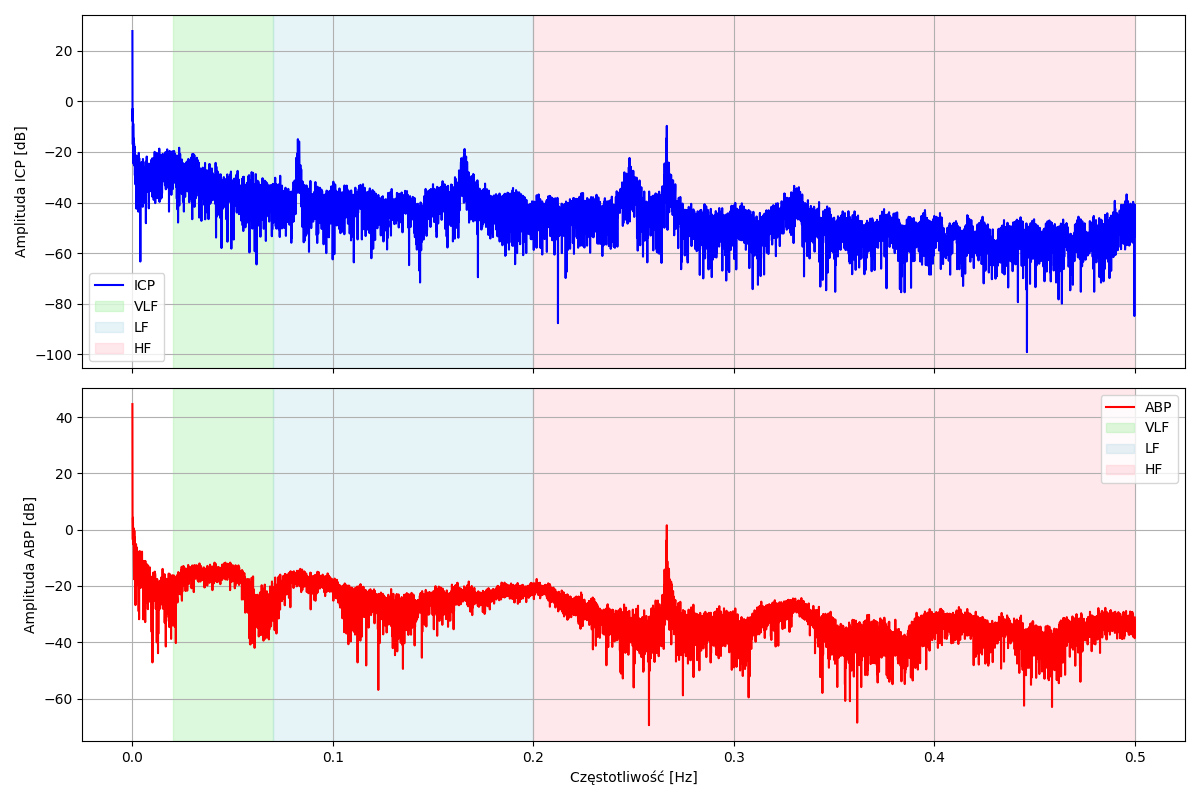 Amplituda ICP [dB]
20
0
−20
−40
−60
−80
−100
ICP
VLF
LF
HF
Amplituda ABP [dB]
40
20
0
−20
−40
−60
ABP
VLF
LF
HF
0.0 0.1 0.2 0.3 0.4 0.5
Częstotliwość [Hz]